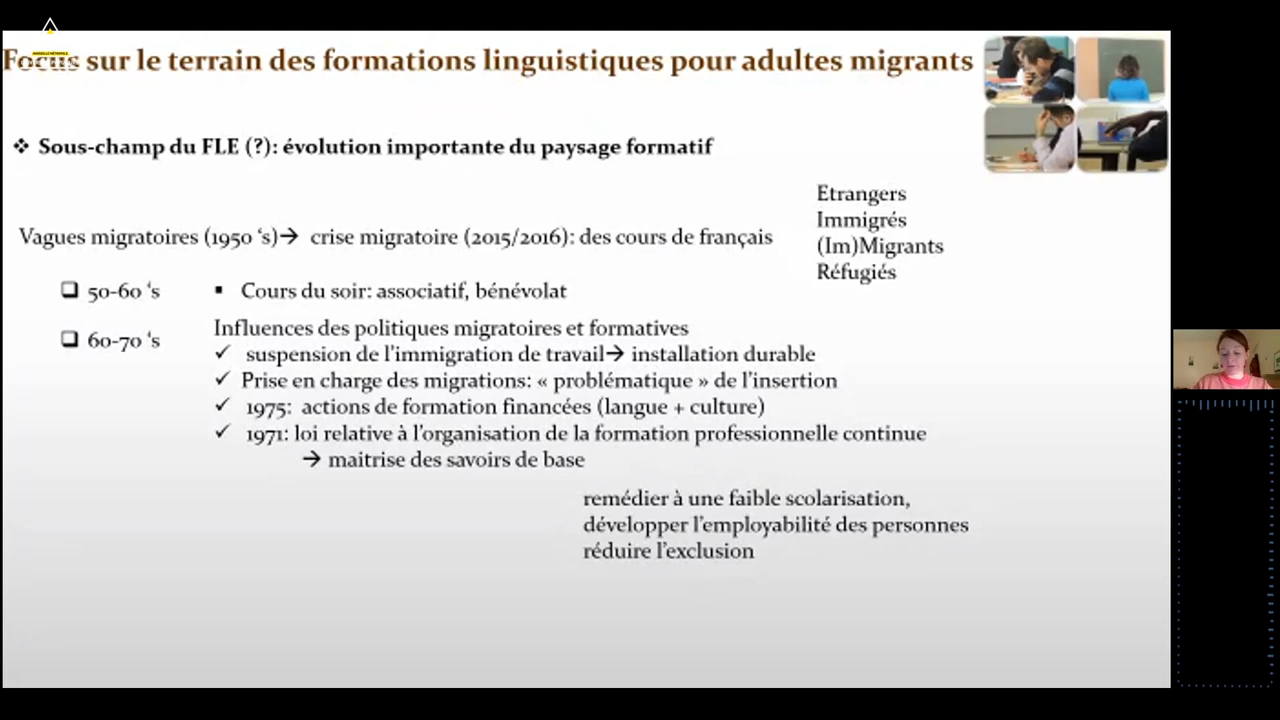 Focus sur le terrain des formations linguistiques pour adultes migrants
❖ Sous-champ du FLE (?): évolution importante du paysage formatif
Etrangers
Immigrés
(Im)Migrants
Réfugiés
Vagues migratoires (1950 ‘s)→ crise migratoire (2015/2016): des cours de français
❑ 50-60 ‘s ▪ Cours du soir: associatif, bénévolat
❑ 60-70 ‘s
Influences des politiques migratoires et formatives
✓ suspension de l’immigration de travail→ installation durable
✓ Prise en charge des migrations: « problématique » de l’insertion
✓ 1975: actions de formation financées (langue + culture)
✓ 1971: loi relative à l’organisation de la formation professionnelle continue
→ maitrise des savoirs de base
remédier à une faible scolarisation,
développer l’employabilité des personnes
réduire l’exclusion